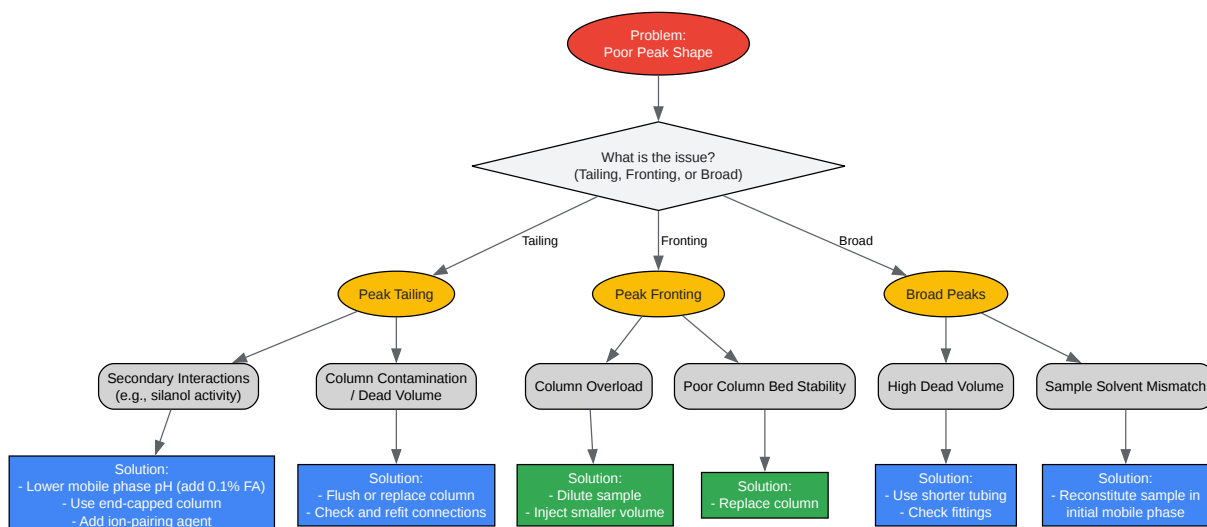 Problem:
Poor Peak Shape
What is the issue?
(Tailing, Fronting, or Broad)
Tailing
Fronting
Broad
Peak Tailing
Peak Fronting
Broad Peaks
Secondary Interactions
(e.g., silanol activity)
Column Contamination
/ Dead Volume
Column Overload
Poor Column Bed Stability
High Dead Volume
Sample Solvent Mismatch
Solution:
- Lower mobile phase pH (add 0.1% FA)
- Use end-capped column
- Add ion-pairing agent
Solution:
- Flush or replace column
- Check and refit connections
Solution:
- Dilute sample
- Inject smaller volume
Solution:
- Replace column
Solution:
- Use shorter tubing
- Check fittings
Solution:
- Reconstitute sample in
initial mobile phase